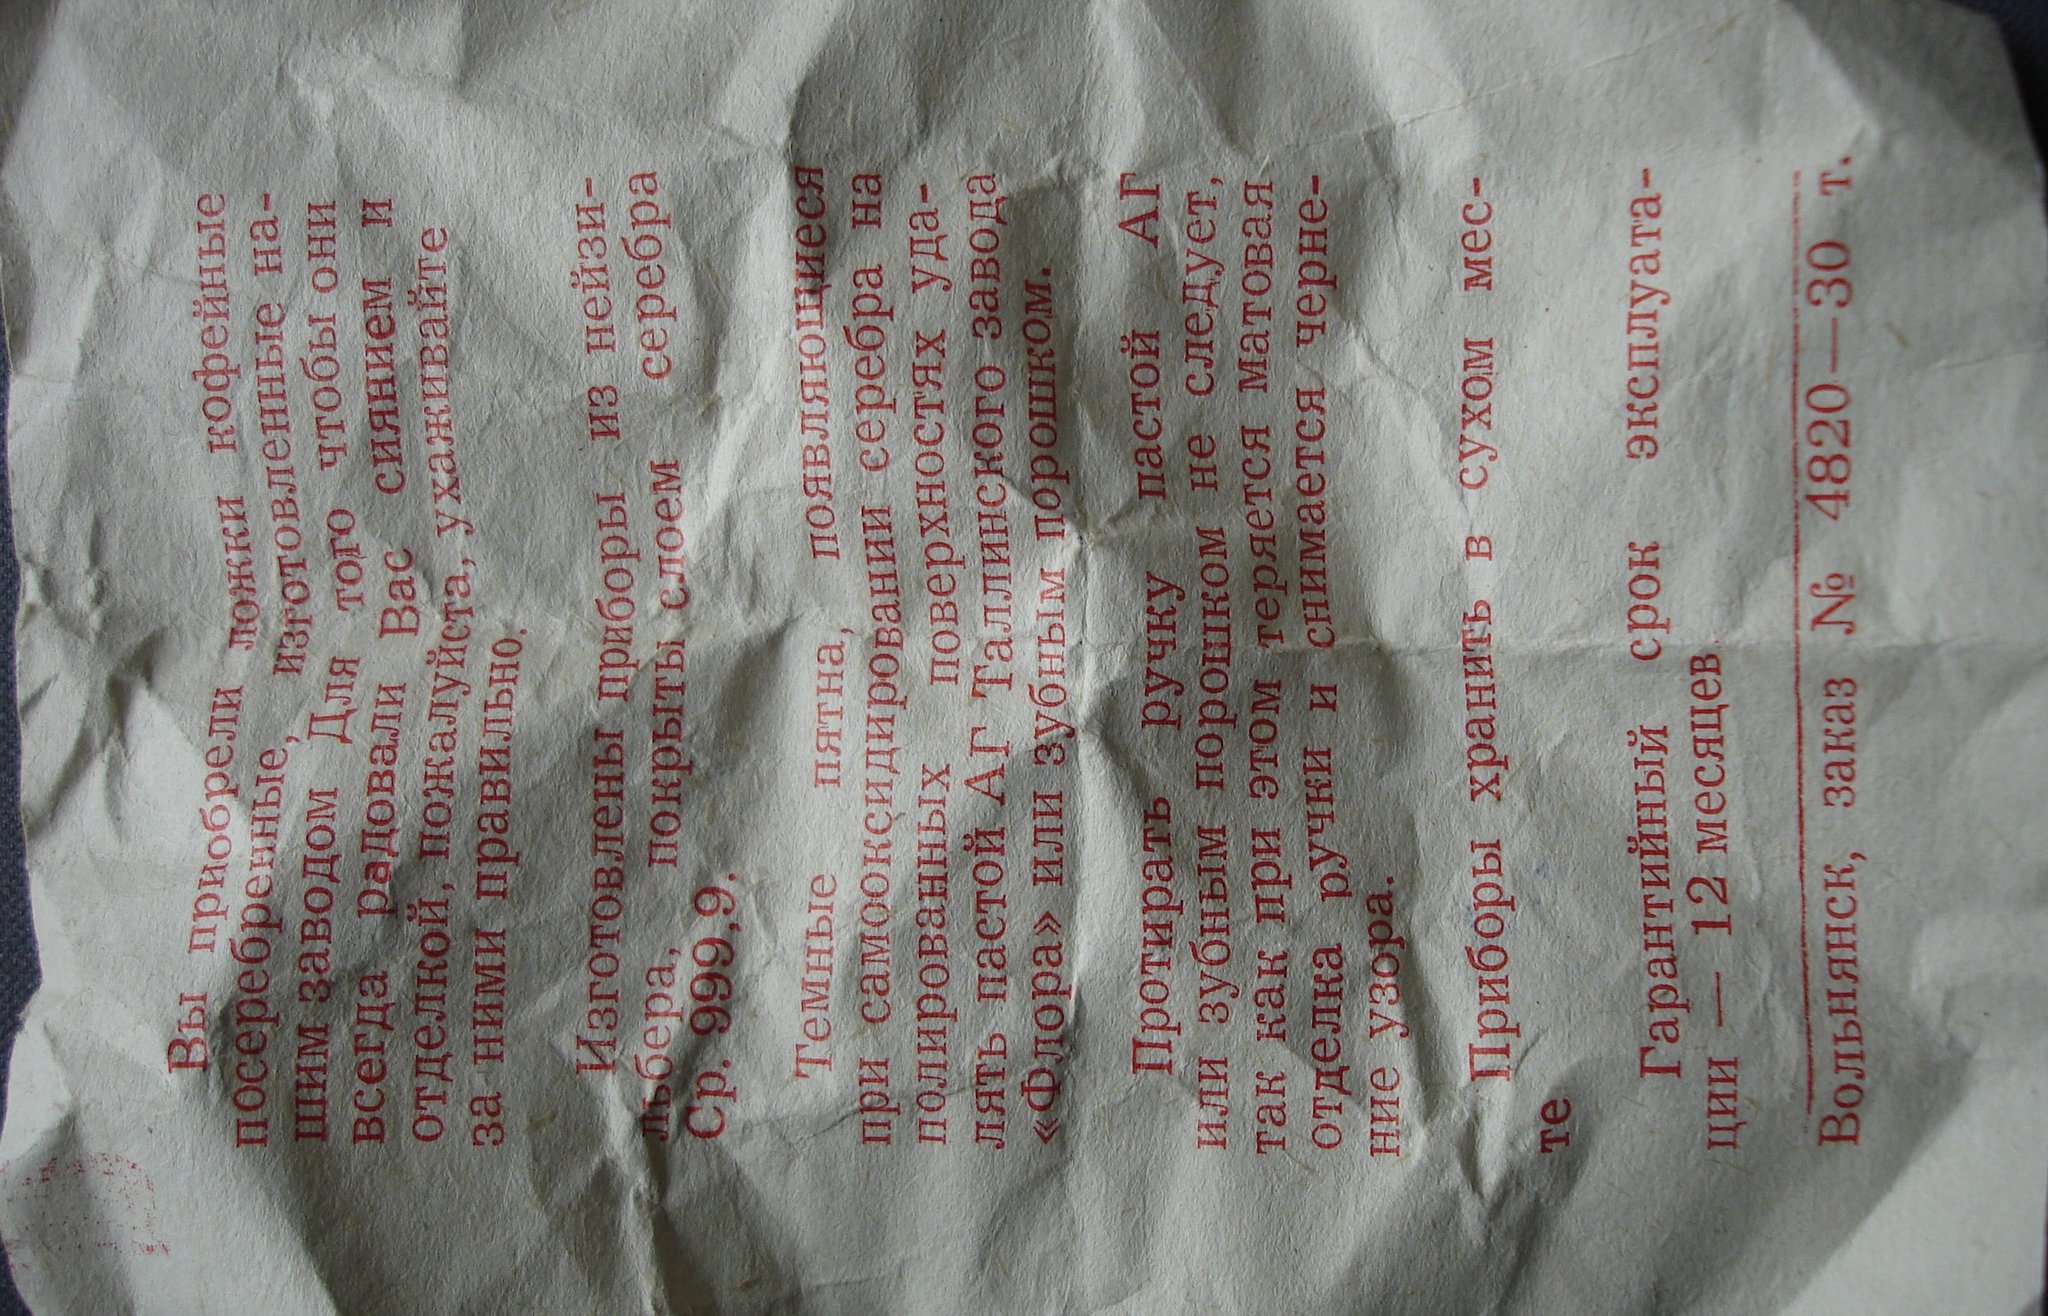 Вы приобрели ложки кофейные
посеребренные, изготовленные на-
шим заводом Для того чтобы они
всегда радовали Вас сиянием и
отделкой, пожалуйста, ухаживайте
за ними правильно.
Изготовлены приборы из нейзи-
льбера, покрыты слоем серебра
Ср. 999,9.
Темные пятна, появляющиеся
при самооксидировании серебра на
полированных поверхностях уда-
лять пастой АГ Таллинского завода
«Флора» или зубным порошком.
Протирать ручку пастой АГ
или зубным порошком не следует,
так как при этом теряется матовая
отделка ручки и снимается черне-
ние узора.
Приборы хранить в сухом мес-
те
Гарантийный срок эксплуата-
ции — 12 месяцев
Вольнянск, заказ № 4820—30 т.